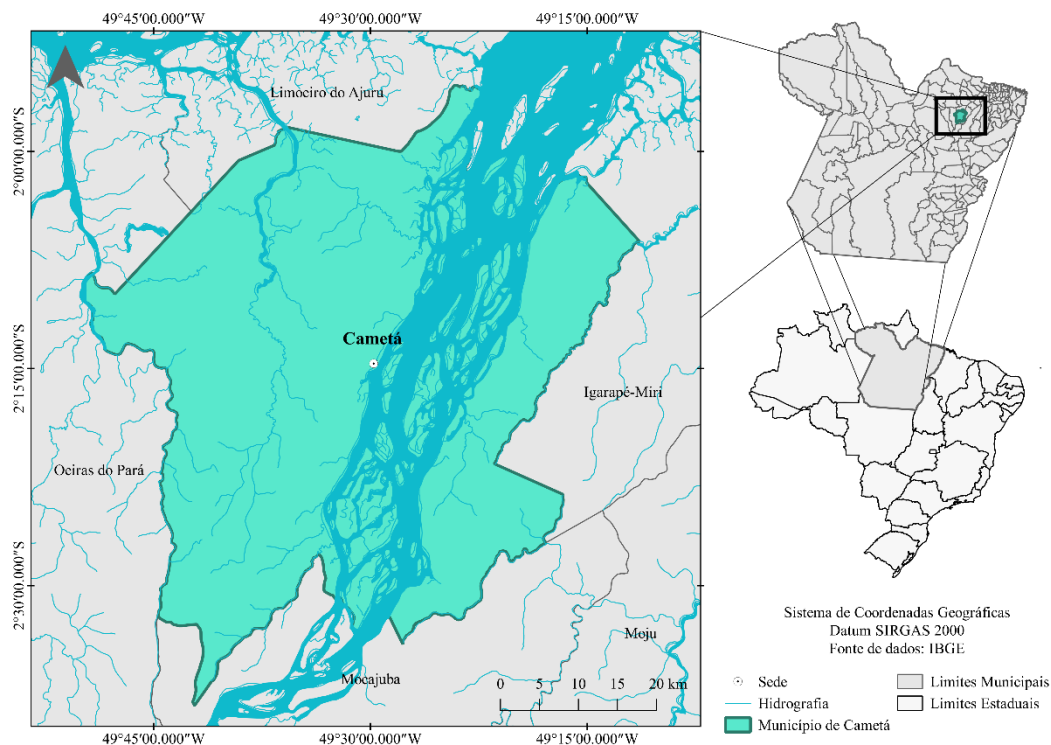 49°45'00.000"W
49°30'00.000"W
49°15'00.000"W
2°00'00.000"S
2°15'00.000"S
2°30'00.000"S
Limoeiro do Ajuru
Cametá
Igarapé-Miri
Oeiras do Pará
Moju
Mocajuba
0 5 10 15 20 km
49°45'00.000"W
49°30'00.000"W
49°15'00.000"W
Sistema de Coordenadas Geográficas
Datum SIRGAS 2000
Fonte de dados: IBGE
Sede
Hidrografia
Município de Cametá
Limites Municipais
Limites Estaduais